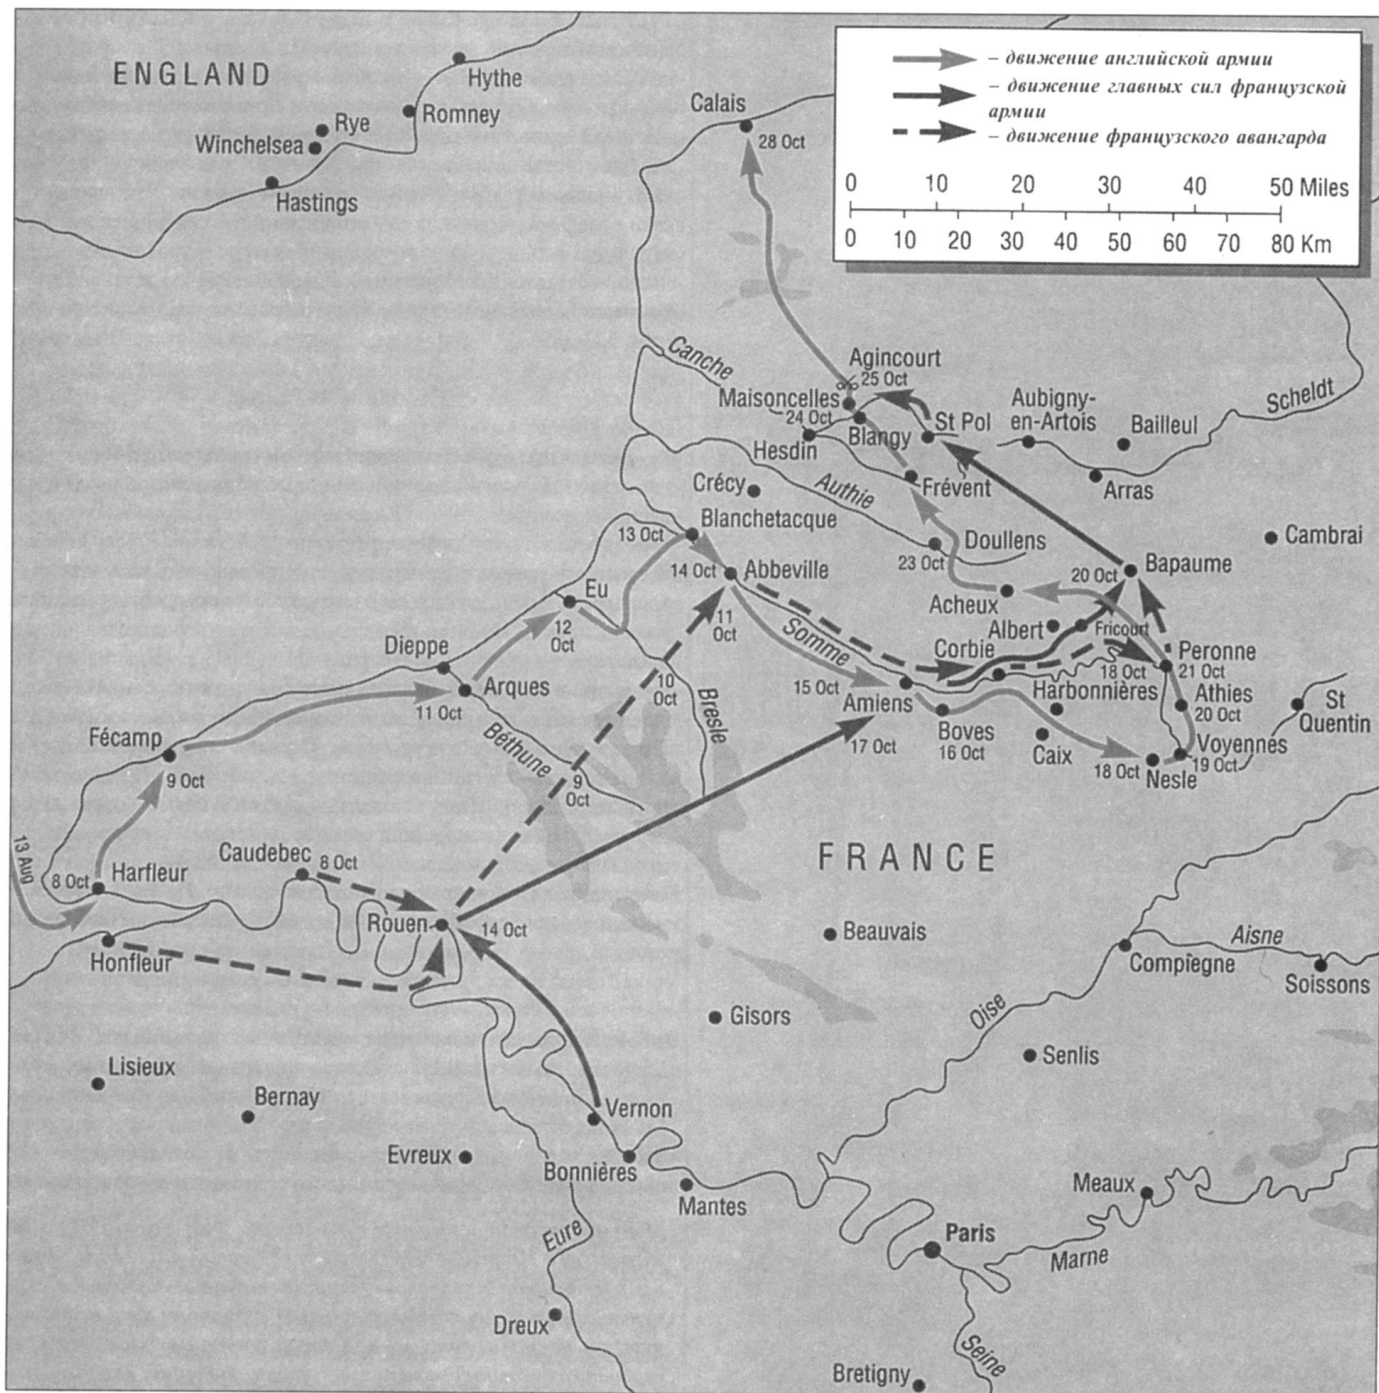 ENGLAND
Hythe
Romney
Rye
Winchelsea
Hastings
Calais
28 Oct
– движение английской армии
– движение главных сил французской
армии
– движение французского авангарда
0 10 20 30 40 50 Miles
0 10 20 30 40 50 60 70 80 Km
Canche
Agincourt
25 Oct
Maisoncelles
24 Oct
Blangy
Hesdin
St Pol
Aubigny-
en-Artois
Bailleul
Scheldt
Arras
Frévent
Crécy
Authie
Blanchetacque
13 Oct
Doullens
23 Oct
Cambrai
14 Oct
Abbeville
Bapaume
20 Oct
Acheux
Eu
12
Oct
11
Oct
Somme
Albert
Fricourt
Corbie
Dieppe
Peronne
18 Oct
21 Oct
Arques
11 Oct
10
Oct
Bresle
15 Oct
Amiens
Harbonnières
Athies
20 Oct
St
Quentin
Fécamp
9 Oct
Béthune
9
Oct
17 Oct
Boves
16 Oct
Caix
18 Oct
Nesle
Voyennes
19 Oct
13 Aug
8 Oct
Harfleur
Caudebec
8 Oct
FRANCE
Rouen
14 Oct
Honfleur
Beauvais
Compiègne
Aisne
Soissons
Gisors
Oise
Senlis
Lisieux
Bernay
Vernon
Evreux
Bonnières
Mantes
Meaux
Eure
Paris
Marne
Dreux
Seine
Bretigny